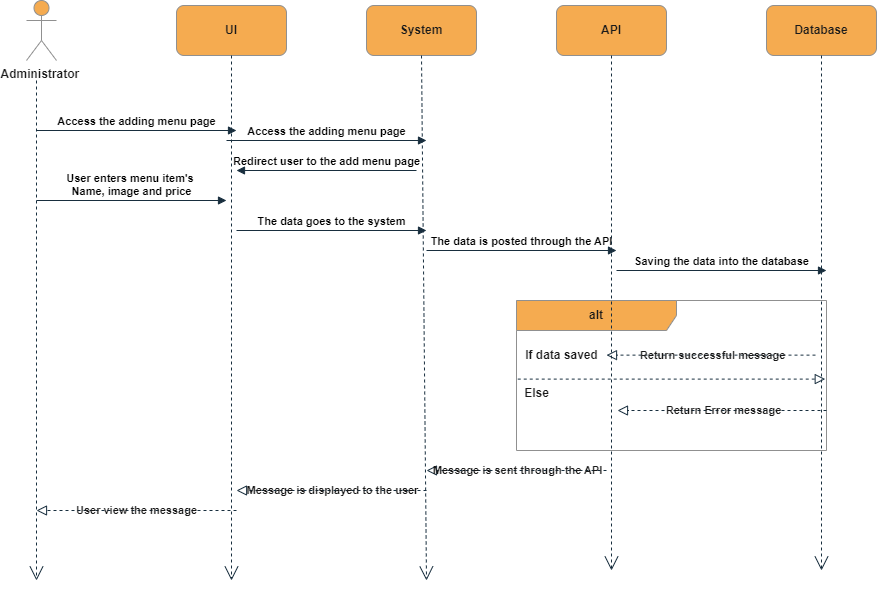 UI
System
API
Database
Administrator
Access the adding menu page
Access the adding menu page
Redirect user to the add menu page
User enters menu item's
Name, image and price
The data goes to the system
The data is posted through the API
Saving the data into the database
alt
If data saved
Return successful message
Else
Return Error message
Message is sent through the API
Message is displayed to the user
User view the message